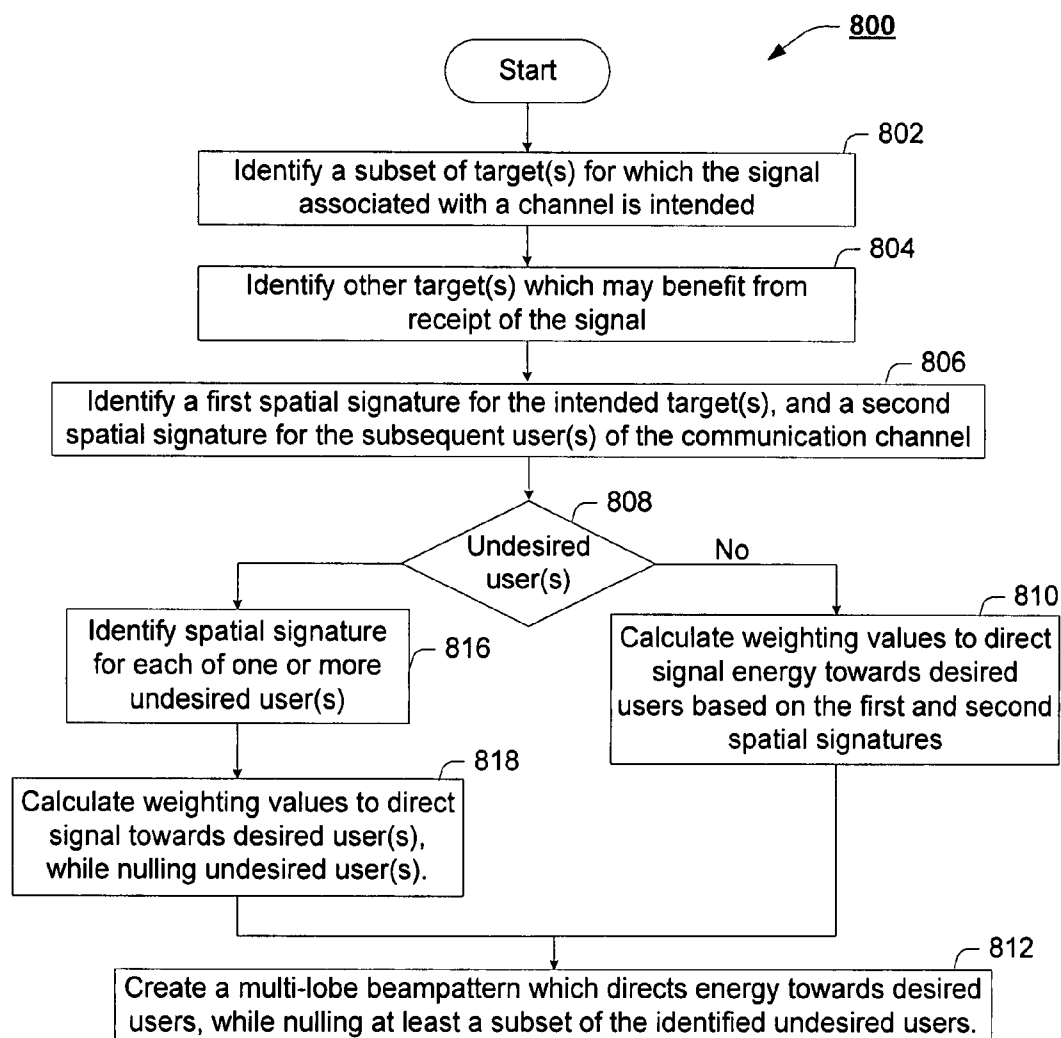 800
Start
802
Identify a subset of target(s) for which the signal
associated with a channel is intended
804
Identify other target(s) which may benefit from
receipt of the signal
806
Identify a first spatial signature for the intended target(s), and a second
spatial signature for the subsequent user(s) of the communication channel
808
Undesired
user(s)
No
Identify spatial signature
for each of one or more
undesired user(s)
816
810
Calculate weighting values to direct
signal energy towards desired
users based on the first and second
spatial signatures
818
Calculate weighting values to direct
signal towards desired user(s),
while nulling undesired user(s).
812
Create a multi-lobe beampattern which directs energy towards desired
users, while nulling at least a subset of the identified undesired users.